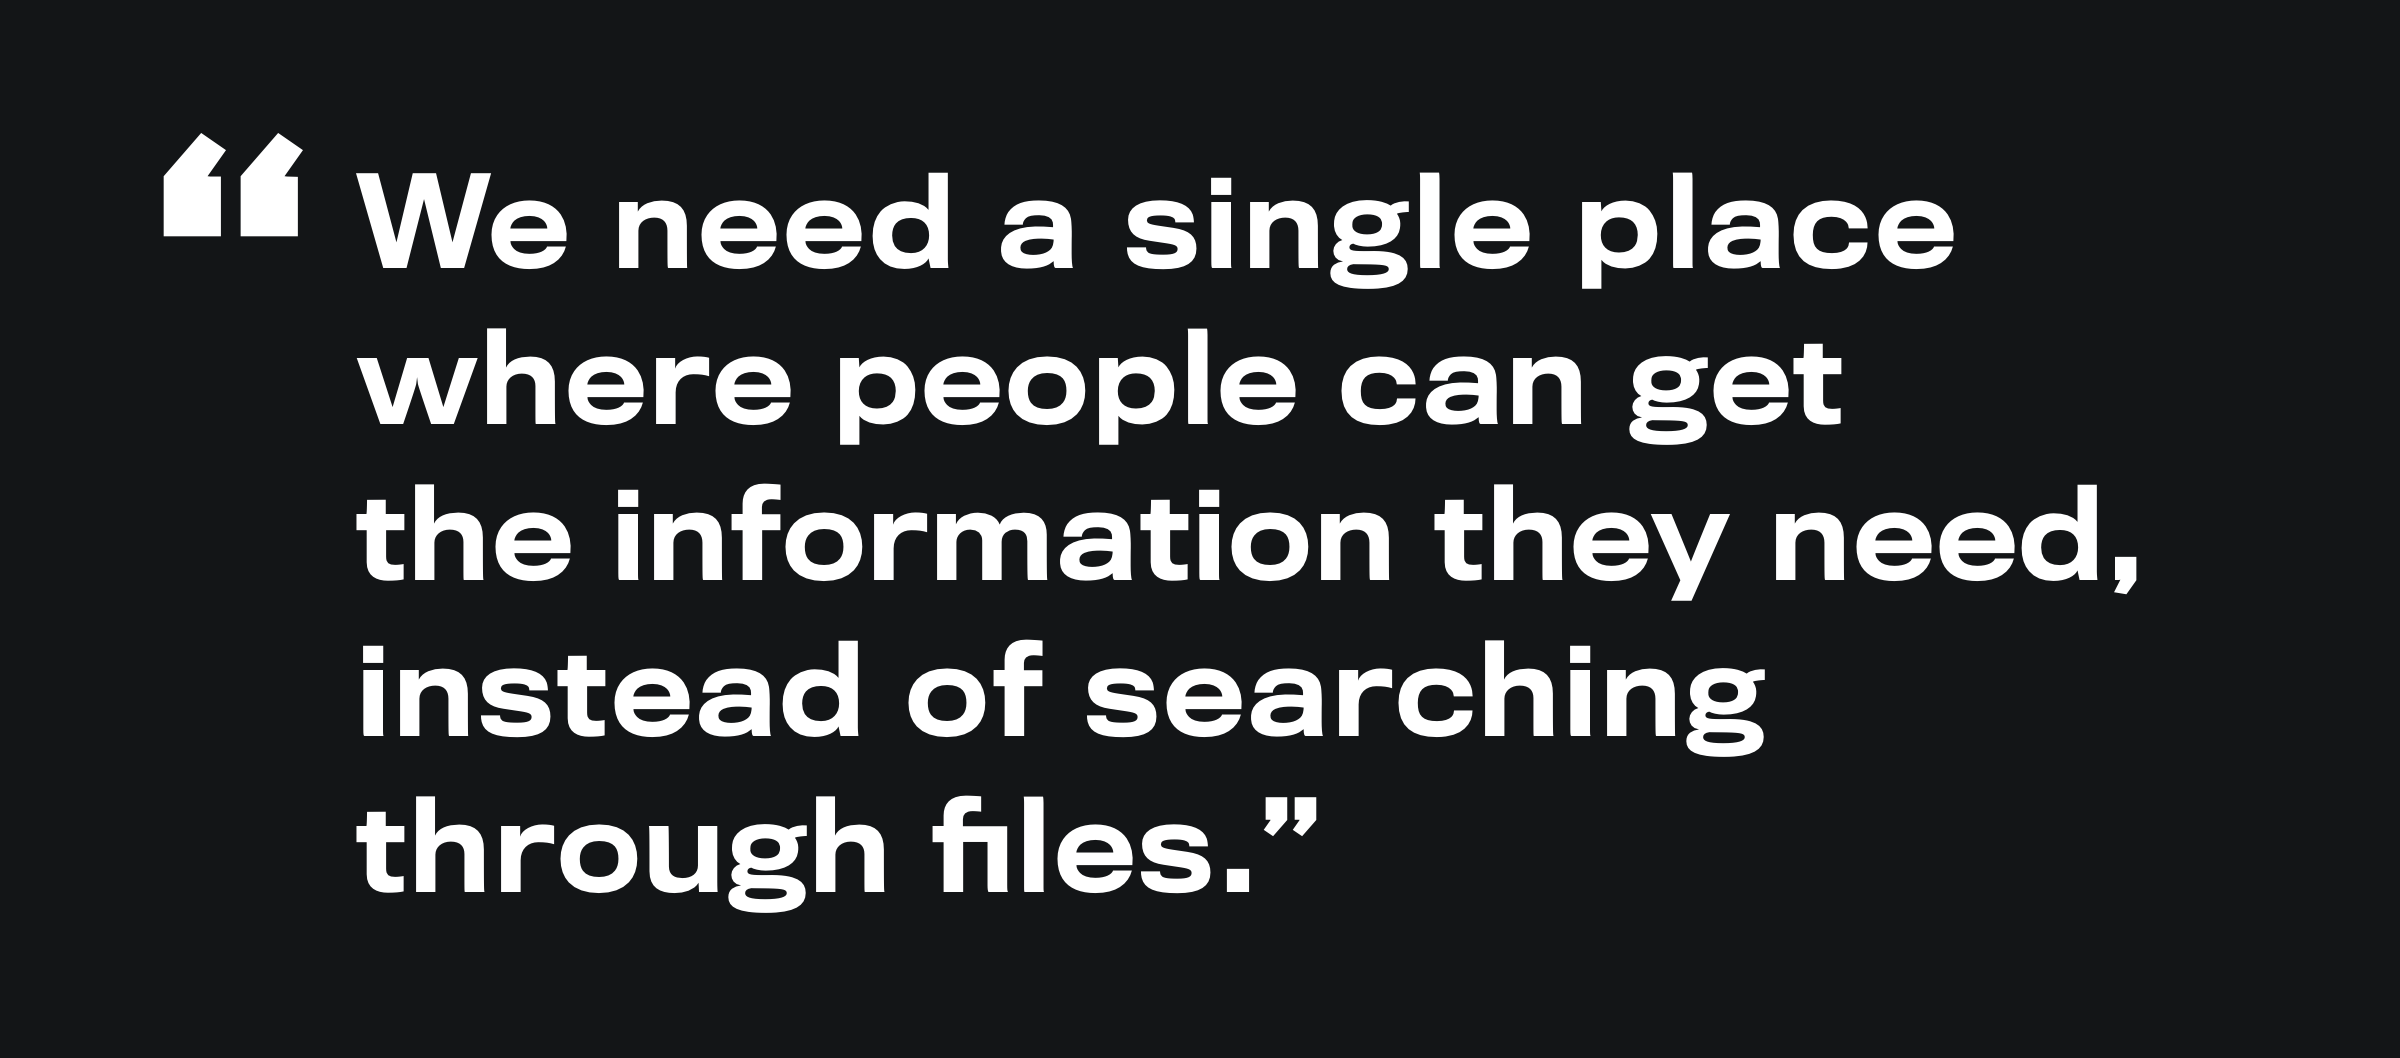 “We need a single place
where people can get
the information they need,
instead of searching
through files.”